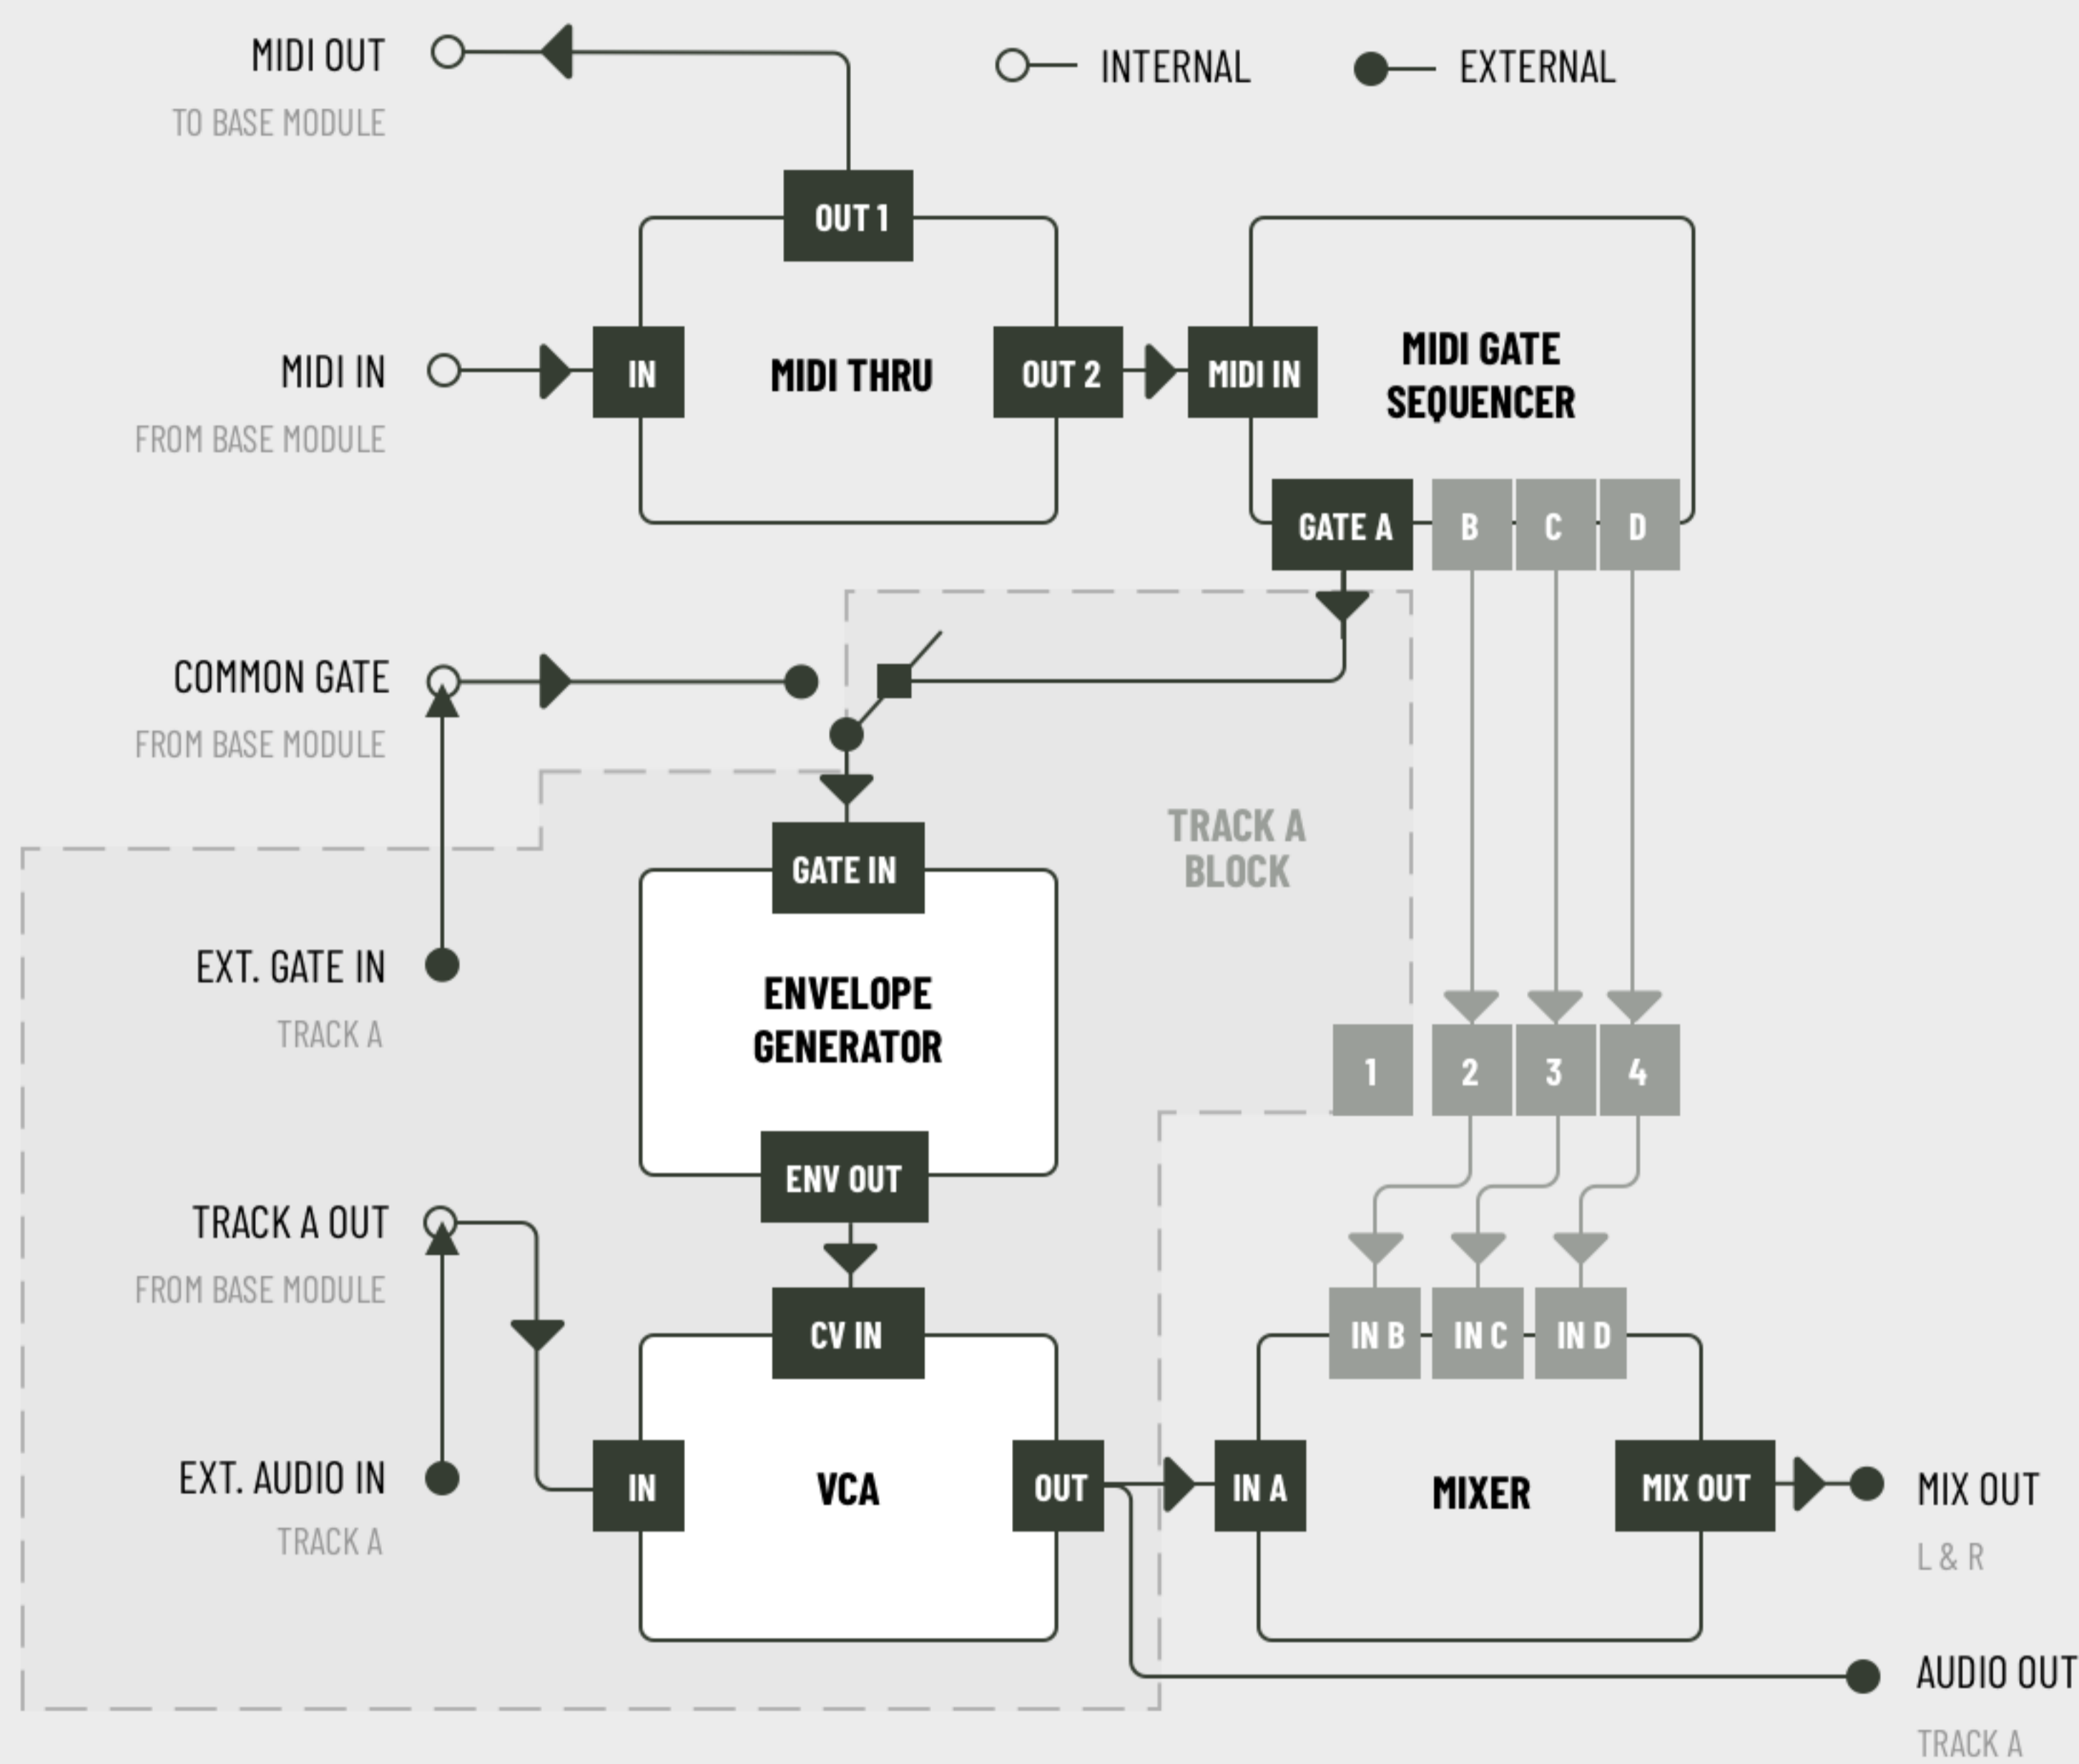 MIDI OUT
TO BASE MODULE
INTERNAL
EXTERNAL
OUT 1
MIDI IN
FROM BASE MODULE
IN
MIDI THRU
OUT 2
MIDI IN
MIDI GATE
SEQUENCER
GATE A
B
C
D
COMMON GATE
FROM BASE MODULE
TRACK A
BLOCK
GATE IN
EXT. GATE IN
TRACK A
ENVELOPE
GENERATOR
1
2
3
4
ENV OUT
TRACK A OUT
FROM BASE MODULE
CV IN
IN B
IN C
IN D
EXT. AUDIO IN
TRACK A
IN
VCA
OUT
IN A
MIXER
MIX OUT
MIX OUT
L & R
AUDIO OUT
TRACK A